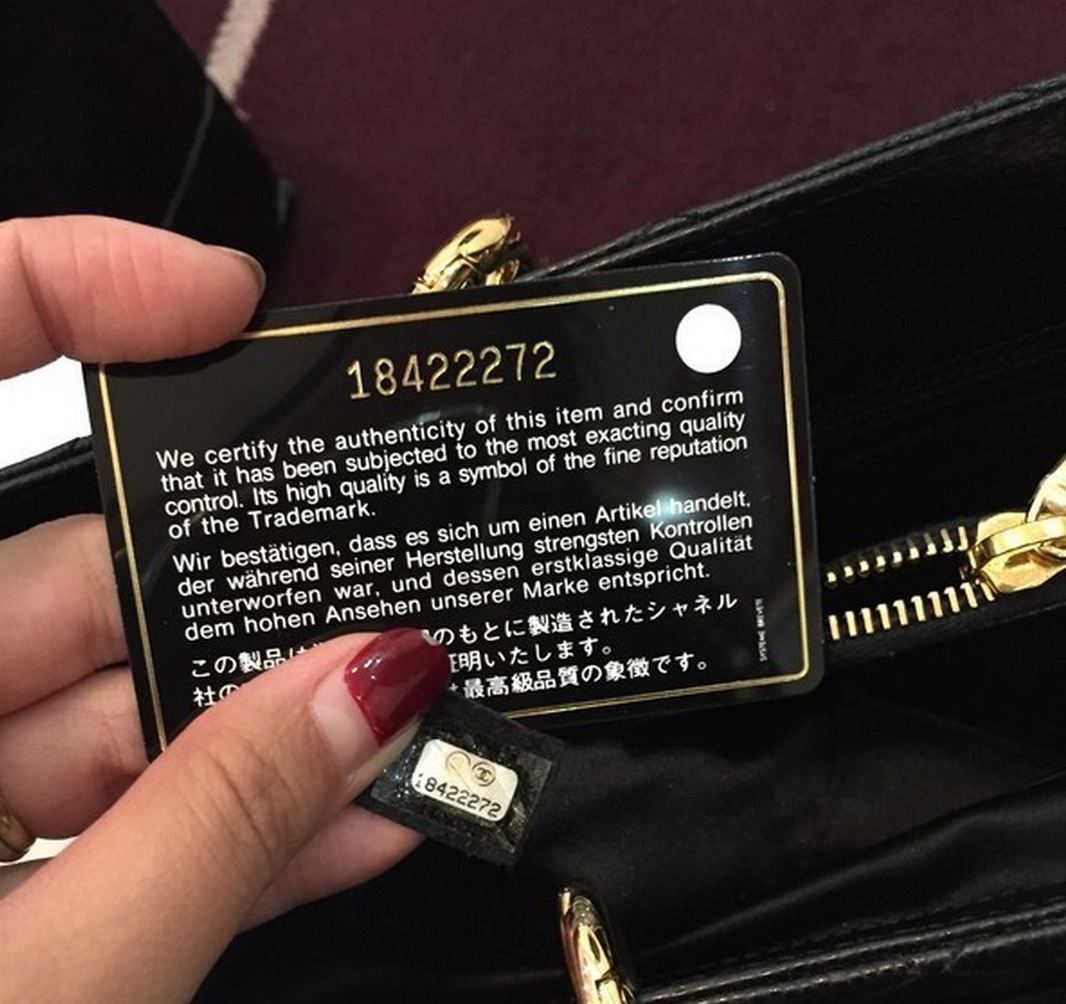 18422272
We certify the authenticity of this item and confirm
that it has been subjected to the most exacting quality
control. Its high quality is a symbol of the fine reputation
of the Trademark.
Wir bestätigen, dass es sich um einen Artikel handelt,
der während seiner Herstellung strengsten Kontrollen
unterworfen war, und dessen erstklassige Qualität
dem hohen Ansehen unserer Marke entspricht.
この製品は のもとに製造されたシャネル
社の 証明いたします。
は最高級品質の象徴です。
SYSTEME BREVETE
18422272